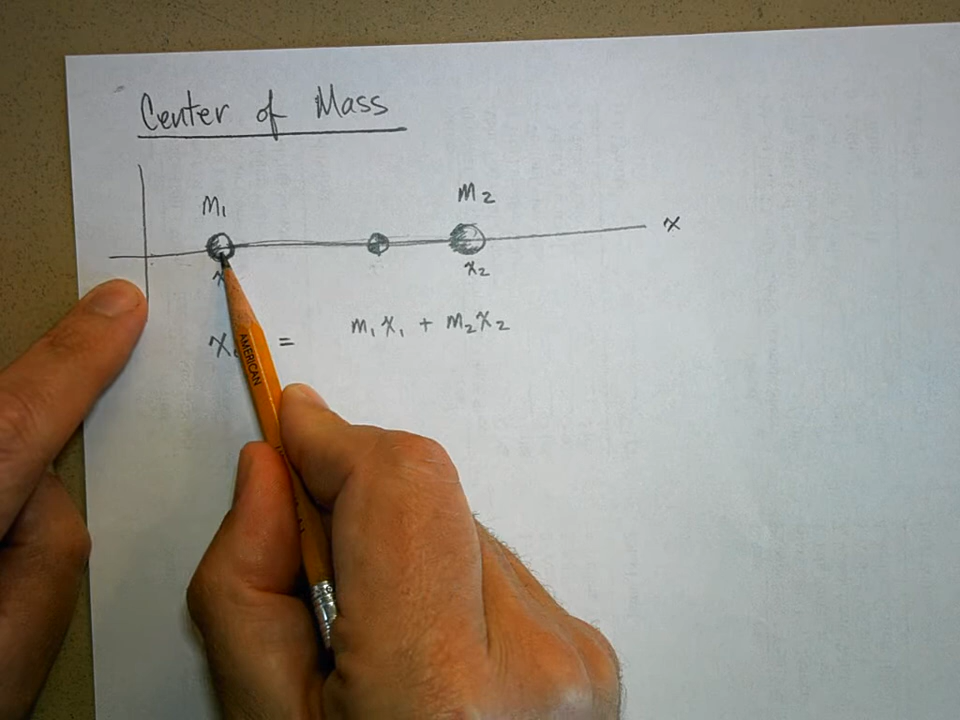 Center of Mass
m1 m2
x
x2
m1x1 + m2x2
x =
AMERICAN